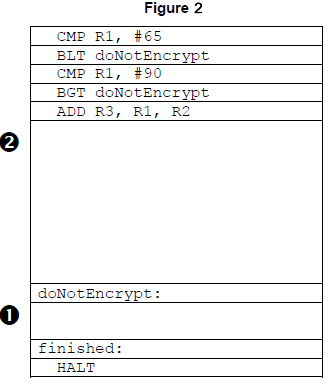 Figure 2
CMP R1, #65
BLT doNotEncrypt
CMP R1, #90
BGT doNotEncrypt
ADD R3, R1, R2
❷
doNotEncrypt:
❶
finished:
HALT